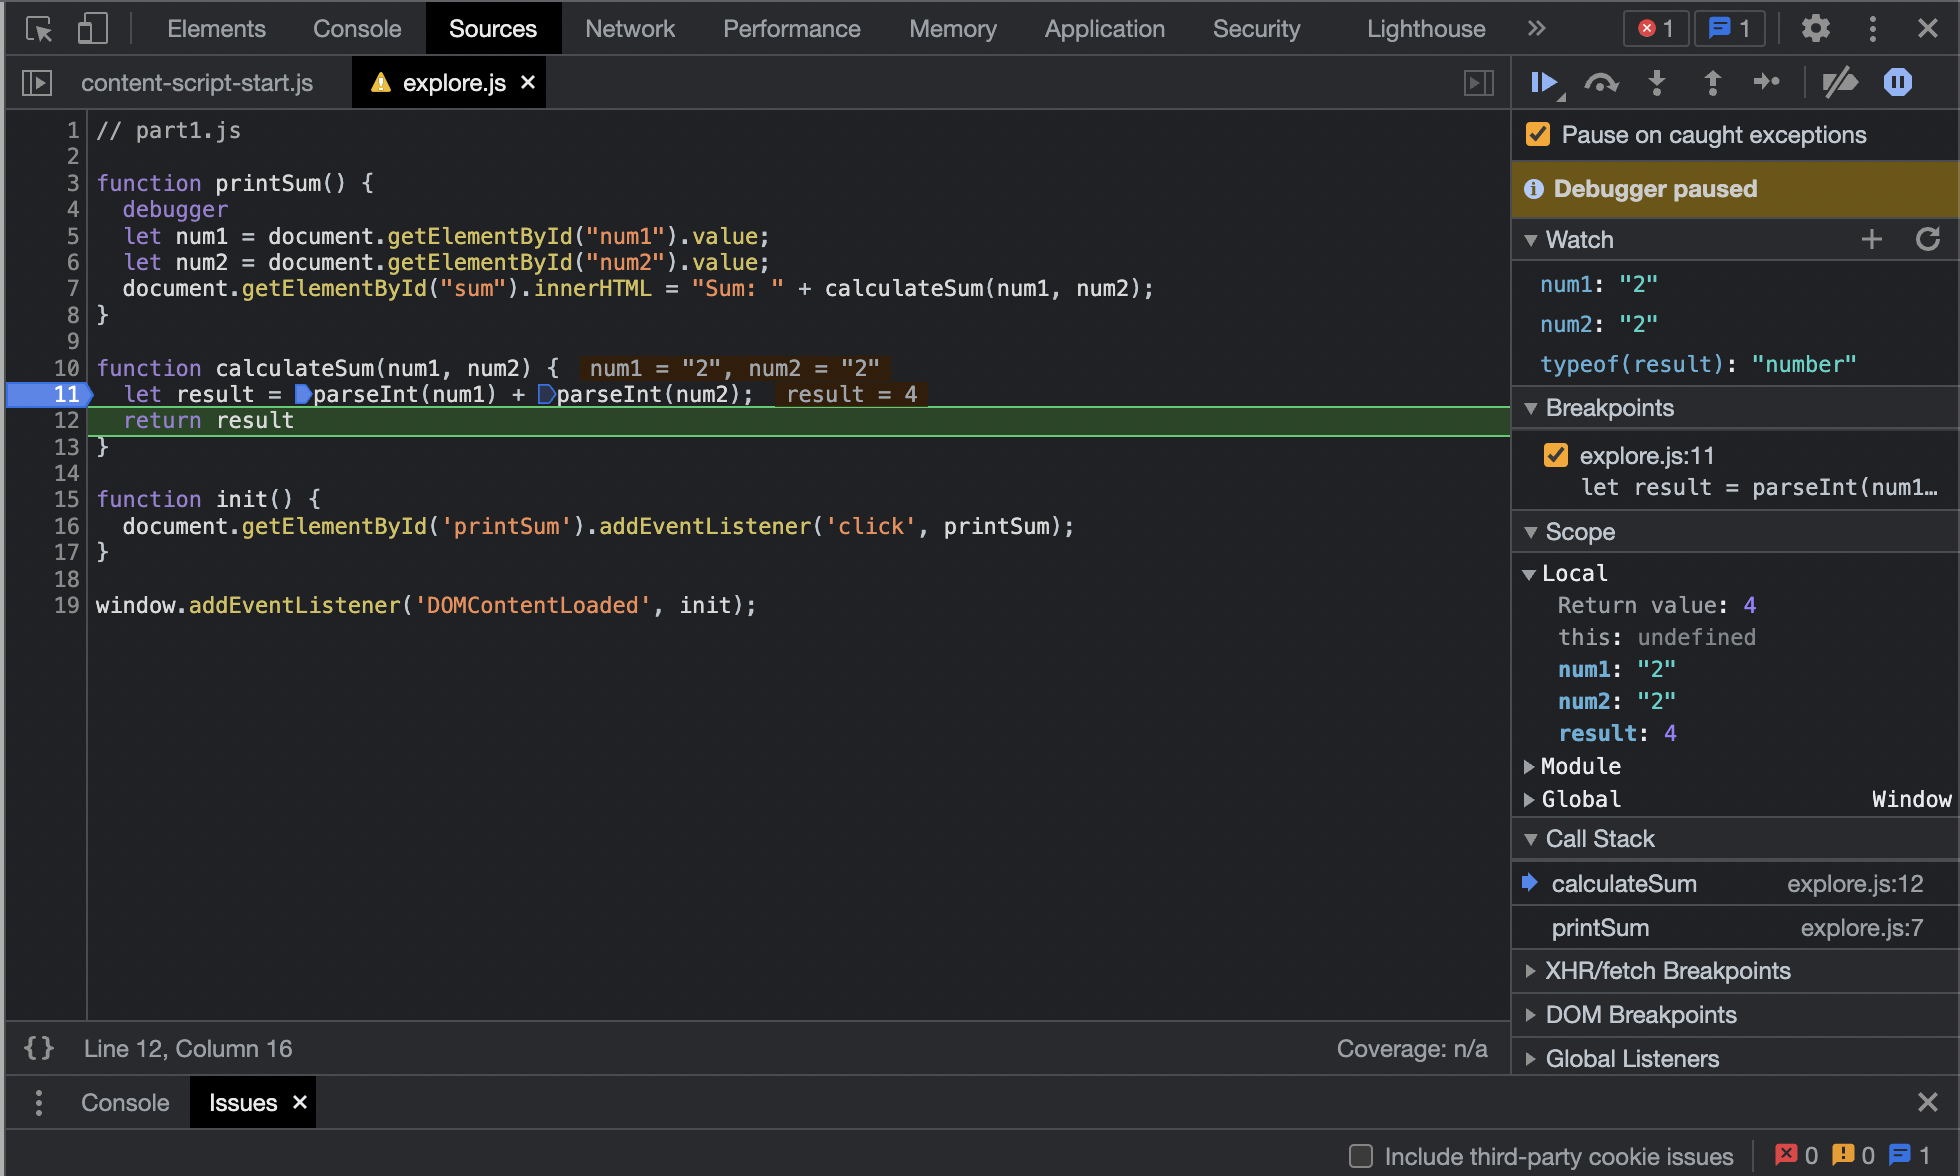 Elements Console Sources Network Performance Memory Application Security Lighthouse 1 1
content-script-start.js explore.js
1 // part1.js
2
3 function printSum() {
4 debugger
5 let num1 = document.getElementById("num1").value;
6 let num2 = document.getElementById("num2").value;
7 document.getElementById("sum").innerHTML = "Sum: " + calculateSum(num1, num2);
8 }
9
10 function calculateSum(num1, num2) { num1 = "2", num2 = "2"
11 let result = parseInt(num1) + parseInt(num2); result = 4
12 return result
13 }
14
15 function init() {
16 document.getElementById('printSum').addEventListener('click', printSum);
17 }
18
19 window.addEventListener('DOMContentLoaded', init);
{} Line 12, Column 16 Coverage: n/a
Pause on caught exceptions
Debugger paused
Watch
num1: "2"
num2: "2"
typeof(result): "number"
Breakpoints
explore.js:11
let result = parseInt(num1…
Scope
Local
Return value: 4
this: undefined
num1: "2"
num2: "2"
result: 4
Module
Global Window
Call Stack
calculateSum explore.js:12
printSum explore.js:7
XHR/fetch Breakpoints
DOM Breakpoints
Global Listeners
Console Issues
Include third-party cookie issues 0 0 1